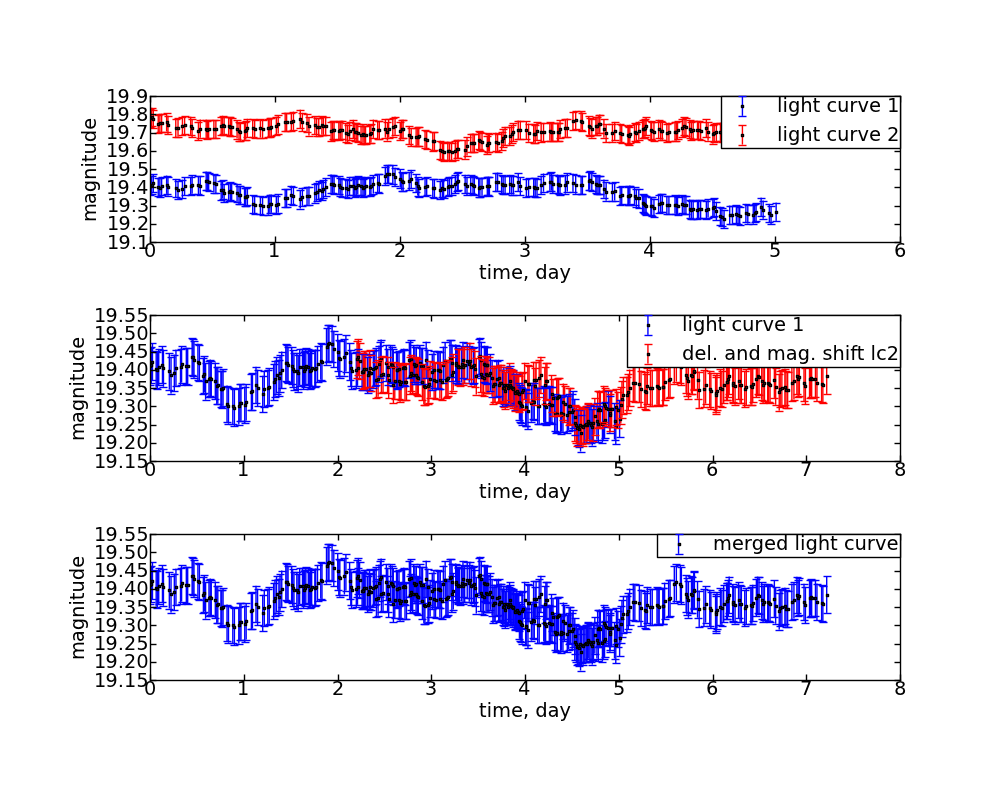 19.9
19.8
19.7
19.6
19.5
19.4
19.3
19.2
19.1
magnitude
light curve 1
light curve 2
0 1 2 3 4 5 6
time, day
19.55
19.50
19.45
19.40
19.35
19.30
19.25
19.20
19.15
magnitude
light curve 1
del. and mag. shift lc2
0 1 2 3 4 5 6 7 8
time, day
19.55
19.50
19.45
19.40
19.35
19.30
19.25
19.20
19.15
magnitude
merged light curve
0 1 2 3 4 5 6 7 8
time, day